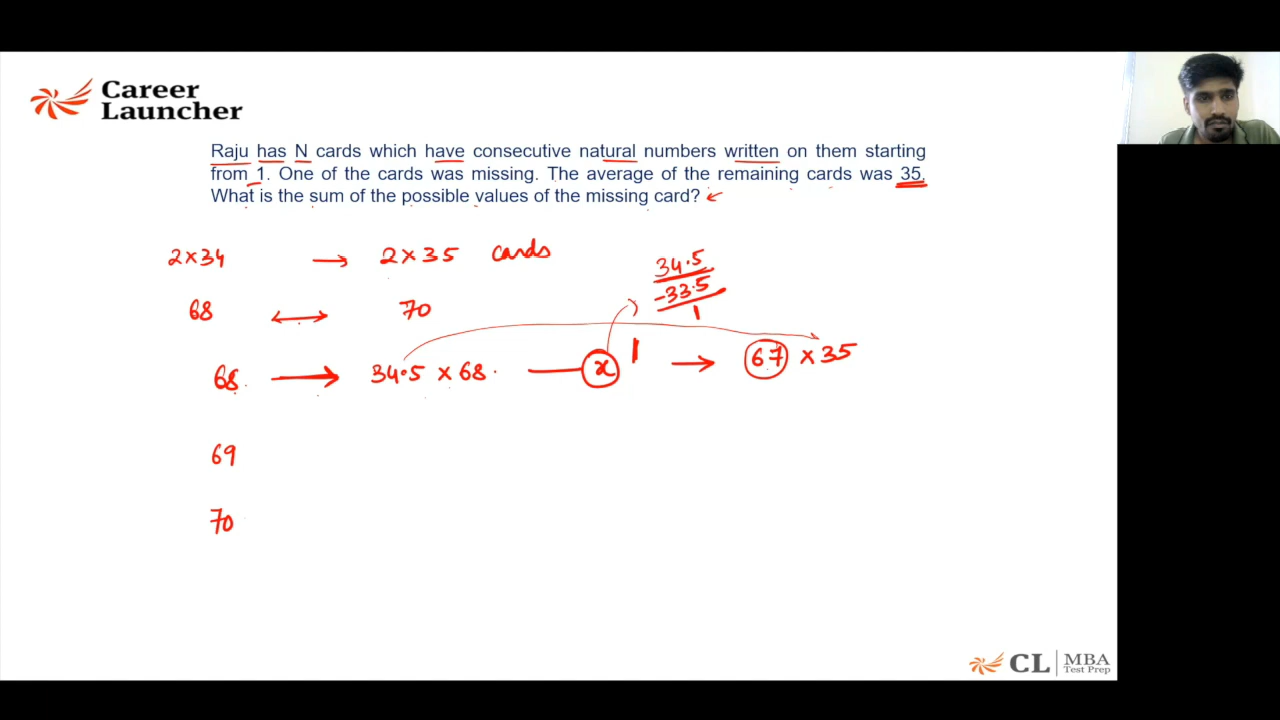 Career
Launcher
Raju has N cards which have consecutive natural numbers written on them starting
from 1. One of the cards was missing. The average of the remaining cards was 35.
What is the sum of the possible values of the missing card? ←
2×34 → 2×35 cards
34.5
-33.5
1
68 ↔ 70
68 → 34.5 × 68 — x 1 → 67 × 35
69
70
CL MBA
Test Prep